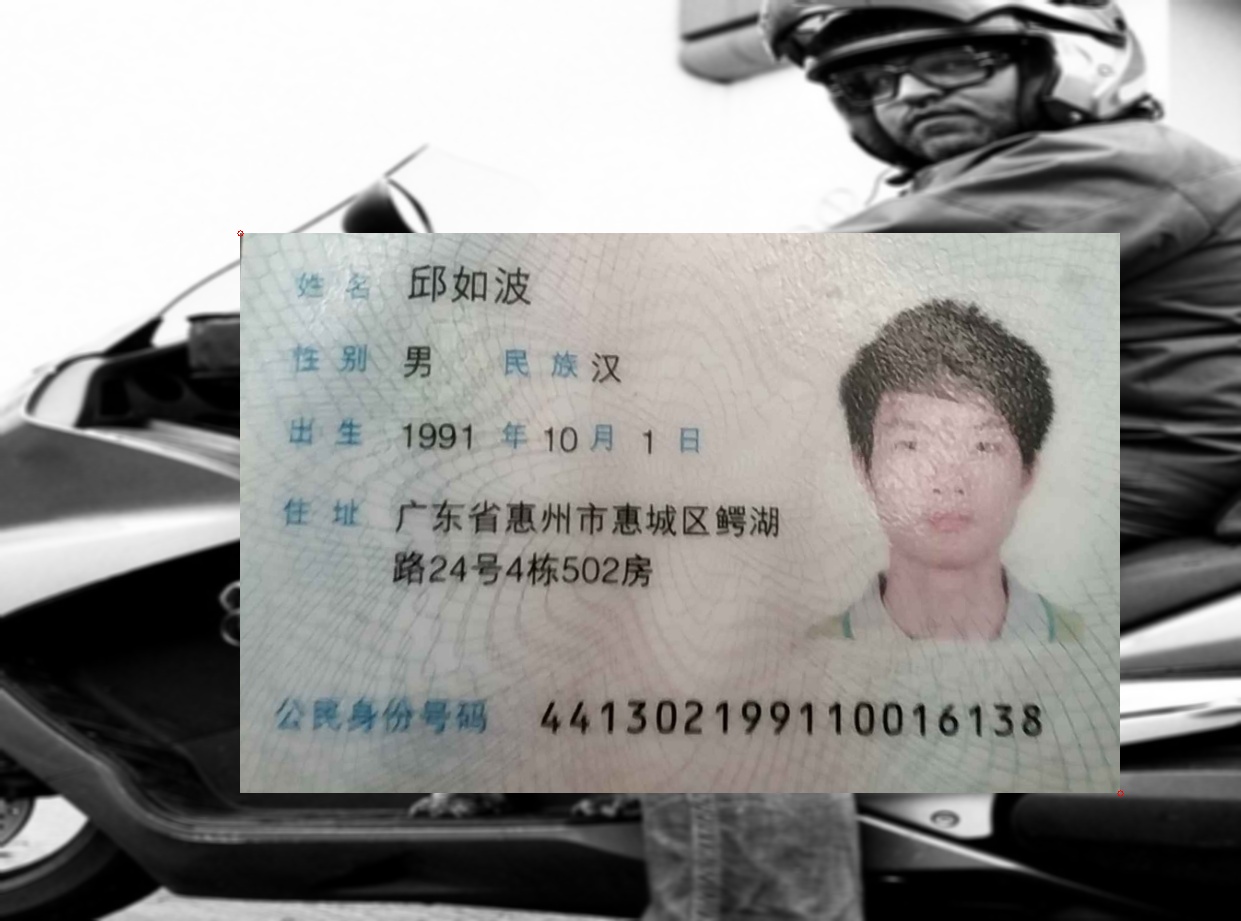 姓名 邱如波
性别 男 民族 汉
出生 1991 年 10 月 1 日
住址 广东省惠州市惠城区鳄湖
路24号4栋502房
公民身份号码 441302199110016138